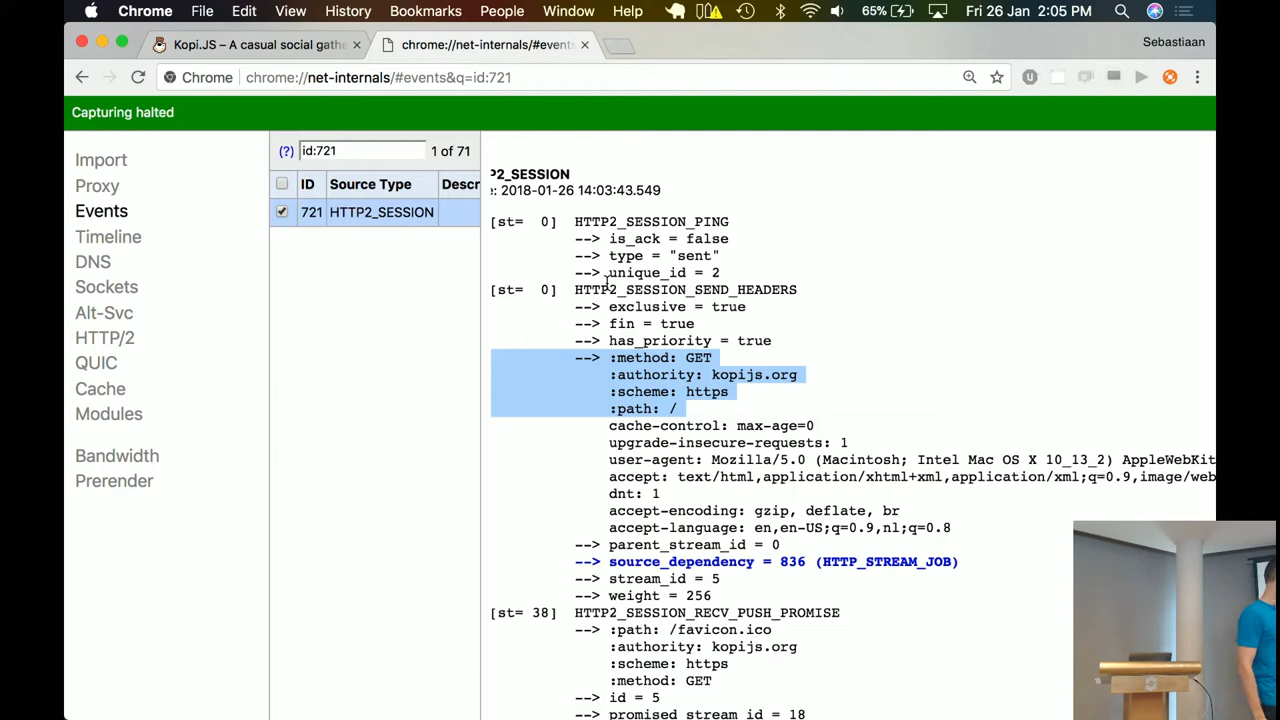 Chrome File Edit View History Bookmarks People Window Help 65% Fri 26 Jan 2:05 PM
Kopi.JS – A casual social gathe × chrome://net-internals/#events × Sebastiaan
Chrome chrome://net-internals/#events&q=id:721
Capturing halted
Import
Proxy
Events
Timeline
DNS
Sockets
Alt-Svc
HTTP/2
QUIC
Cache
Modules
Bandwidth
Prerender
(?) id:721 1 of 71
ID Source Type Descr
721 HTTP2_SESSION
P2_SESSION
: 2018-01-26 14:03:43.549
[st= 0] HTTP2_SESSION_PING
--> is_ack = false
--> type = "sent"
--> unique_id = 2
[st= 0] HTTP2_SESSION_SEND_HEADERS
--> exclusive = true
--> fin = true
--> has_priority = true
--> :method: GET
:authority: kopijs.org
:scheme: https
:path: /
cache-control: max-age=0
upgrade-insecure-requests: 1
user-agent: Mozilla/5.0 (Macintosh; Intel Mac OS X 10_13_2) AppleWebKit
accept: text/html,application/xhtml+xml,application/xml;q=0.9,image/web
dnt: 1
accept-encoding: gzip, deflate, br
accept-language: en,en-US;q=0.9,nl;q=0.8
--> parent_stream_id = 0
--> source_dependency = 836 (HTTP_STREAM_JOB)
--> stream_id = 5
--> weight = 256
[st= 38] HTTP2_SESSION_RECV_PUSH_PROMISE
--> :path: /favicon.ico
:authority: kopijs.org
:scheme: https
:method: GET
--> id = 5
--> promised_stream_id = 18